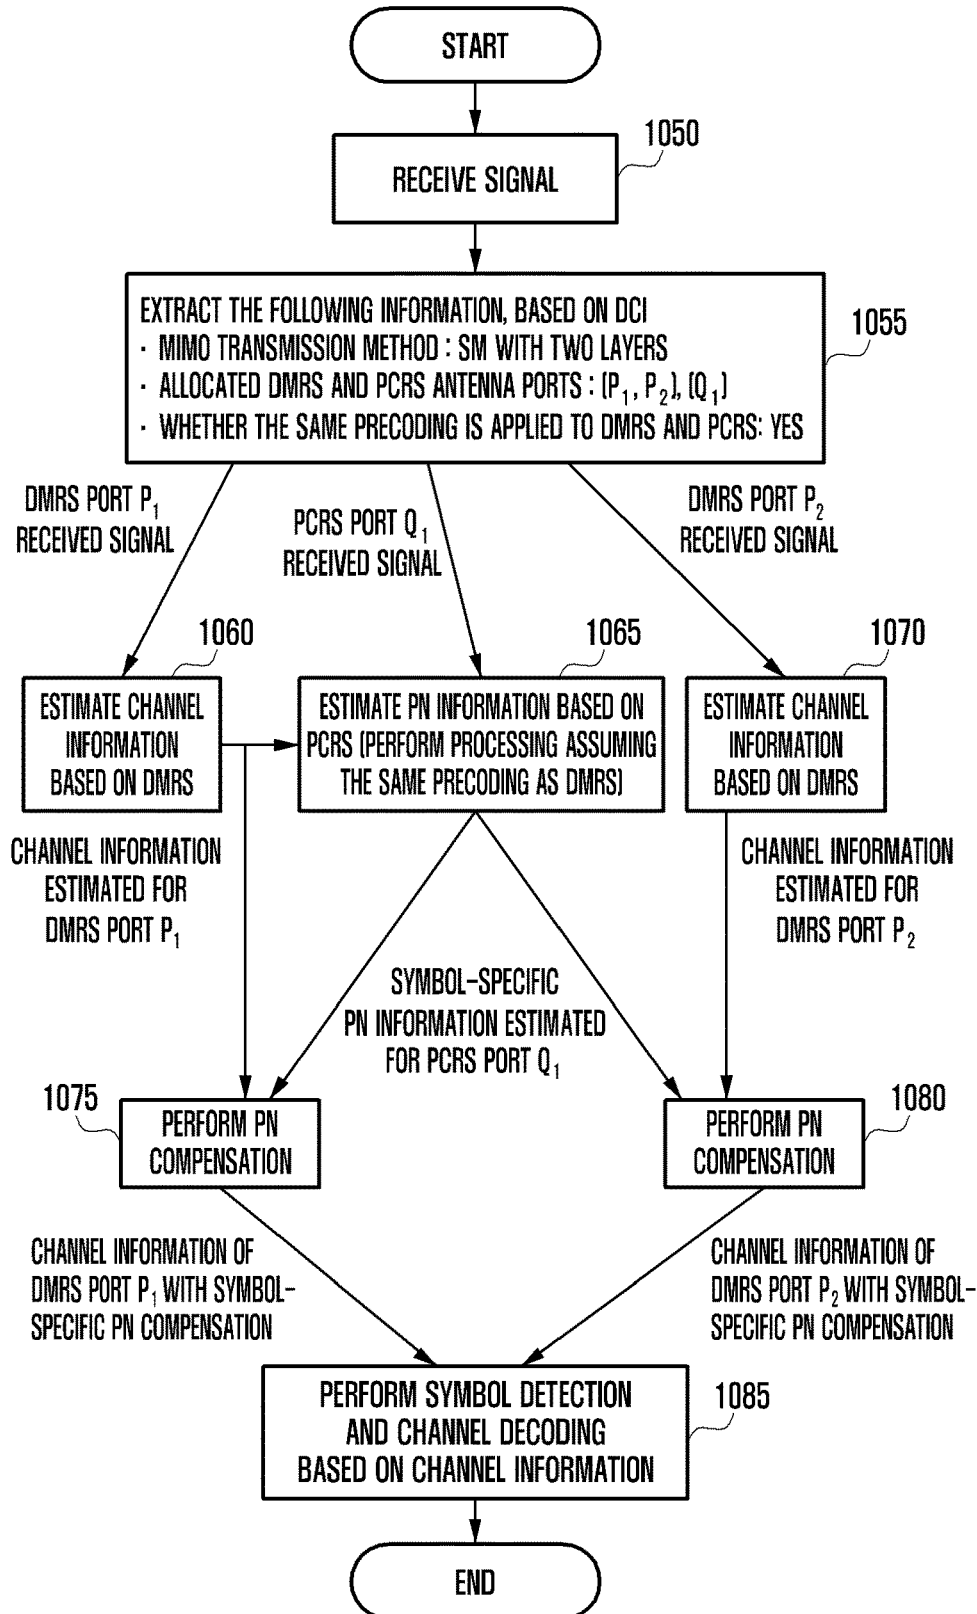 START
1050
RECEIVE SIGNAL
EXTRACT THE FOLLOWING INFORMATION, BASED ON DCI
· MIMO TRANSMISSION METHOD : SM WITH TWO LAYERS
· ALLOCATED DMRS AND PCRS ANTENNA PORTS : (P₁, P₂), (Q₁)
· WHETHER THE SAME PRECODING IS APPLIED TO DMRS AND PCRS: YES
1055
DMRS PORT P₁
RECEIVED SIGNAL
PCRS PORT Q₁
RECEIVED SIGNAL
DMRS PORT P₂
RECEIVED SIGNAL
1060
ESTIMATE CHANNEL
INFORMATION
BASED ON DMRS
1065
ESTIMATE PN INFORMATION BASED ON
PCRS (PERFORM PROCESSING ASSUMING
THE SAME PRECODING AS DMRS)
1070
ESTIMATE CHANNEL
INFORMATION
BASED ON DMRS
CHANNEL INFORMATION
ESTIMATED FOR
DMRS PORT P₁
CHANNEL INFORMATION
ESTIMATED FOR
DMRS PORT P₂
SYMBOL-SPECIFIC
PN INFORMATION ESTIMATED
FOR PCRS PORT Q₁
1075
PERFORM PN
COMPENSATION
1080
PERFORM PN
COMPENSATION
CHANNEL INFORMATION OF
DMRS PORT P₁ WITH SYMBOL-
SPECIFIC PN COMPENSATION
CHANNEL INFORMATION OF
DMRS PORT P₂ WITH SYMBOL-
SPECIFIC PN COMPENSATION
PERFORM SYMBOL DETECTION
AND CHANNEL DECODING
BASED ON CHANNEL INFORMATION
1085
END